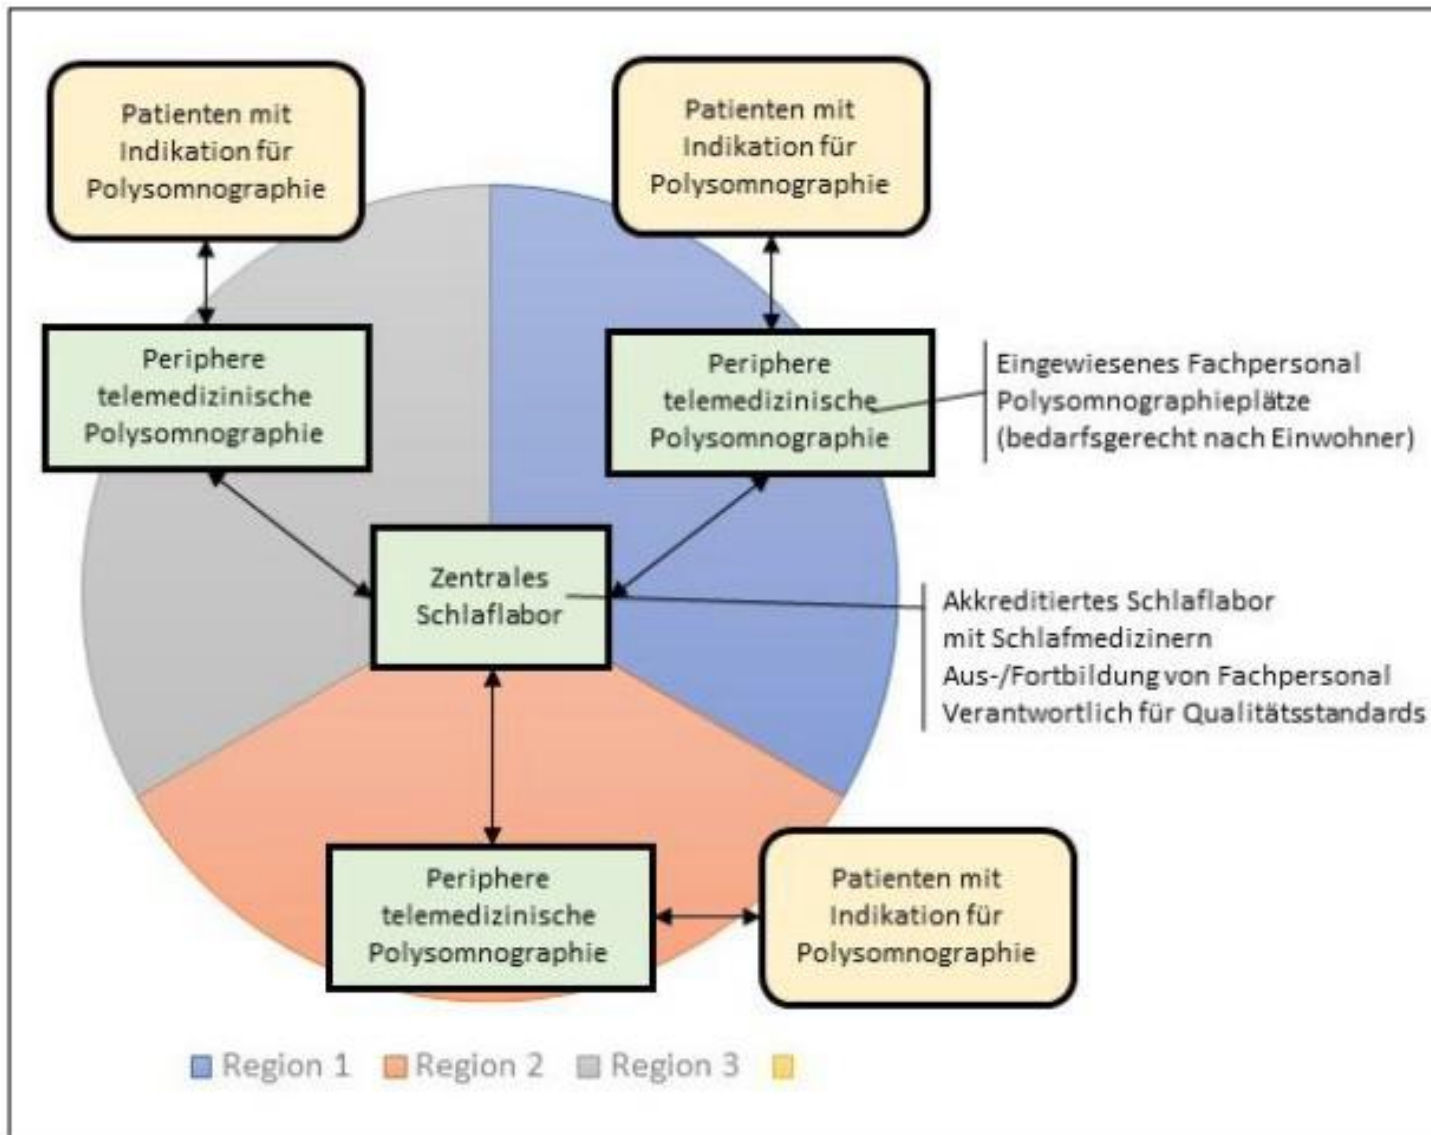 Patienten mit
Indikation für
Polysomnographie
Patienten mit
Indikation für
Polysomnographie
Periphere
telemedizinische
Polysomnographie
Periphere
telemedizinische
Polysomnographie
Eingewiesenes Fachpersonal
Polysomnographieplätze
(bedarfsgerecht nach Einwohner)
Zentrales
Schlaflabor
Akkreditiertes Schlaflabor
mit Schlafmedizinern
Aus-/Fortbildung von Fachpersonal
Verantwortlich für Qualitätsstandards
Periphere
telemedizinische
Polysomnographie
Patienten mit
Indikation für
Polysomnographie
Region 1 Region 2 Region 3